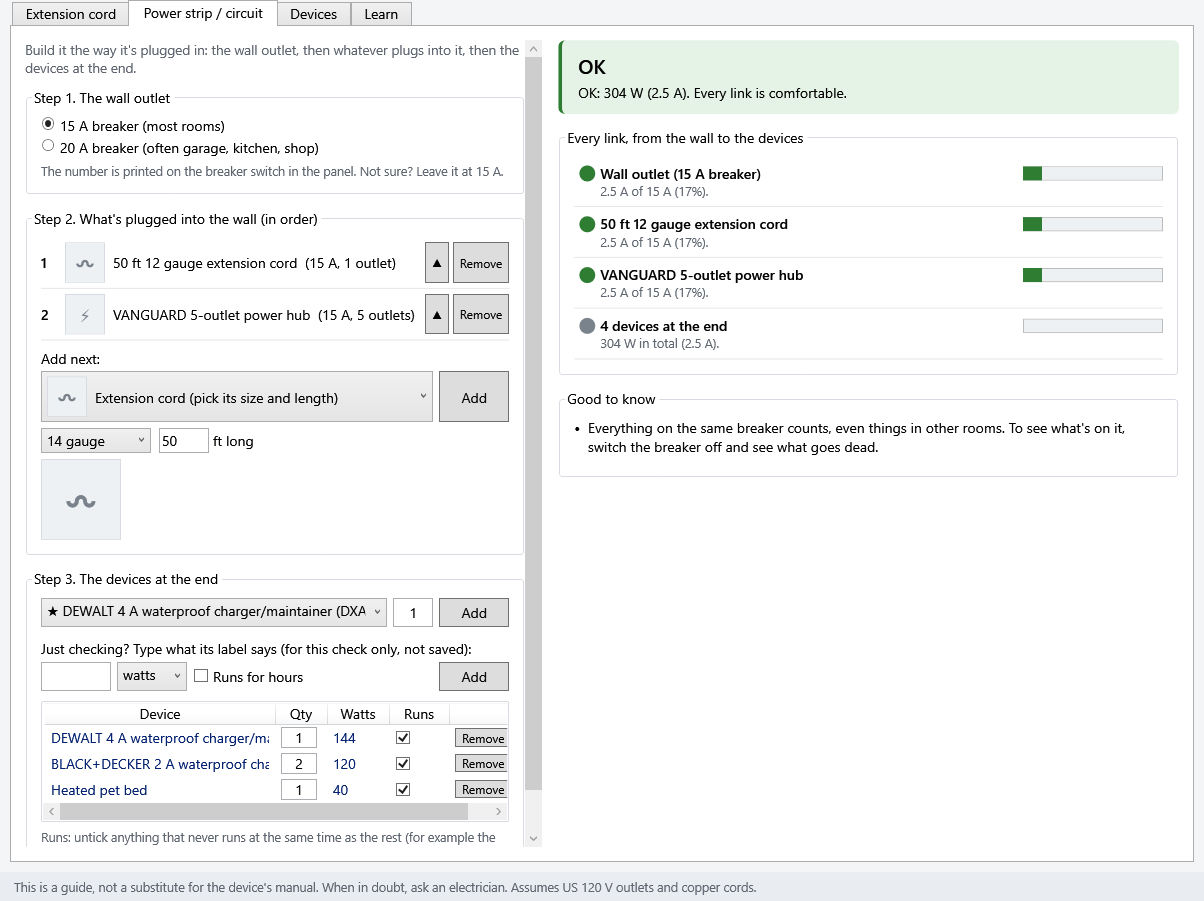 Extension cord
Power strip / circuit
Devices
Learn
Build it the way it's plugged in: the wall outlet, then whatever plugs into it, then the
devices at the end.
Step 1. The wall outlet
15 A breaker (most rooms)
20 A breaker (often garage, kitchen, shop)
The number is printed on the breaker switch in the panel. Not sure? Leave it at 15 A.
Step 2. What's plugged into the wall (in order)
1 50 ft 12 gauge extension cord (15 A, 1 outlet) ▲ Remove
2 VANGUARD 5-outlet power hub (15 A, 5 outlets) ▲ Remove
Add next:
Extension cord (pick its size and length) Add
14 gauge 50 ft long
Step 3. The devices at the end
★ DEWALT 4 A waterproof charger/maintainer (DXA 1 Add
Just checking? Type what its label says (for this check only, not saved):
watts Runs for hours Add
Device Qty Watts Runs
DEWALT 4 A waterproof charger/ma 1 144 Remove
BLACK+DECKER 2 A waterproof cha 2 120 Remove
Heated pet bed 1 40 Remove
Runs: untick anything that never runs at the same time as the rest (for example the
OK
OK: 304 W (2.5 A). Every link is comfortable.
Every link, from the wall to the devices
Wall outlet (15 A breaker)
2.5 A of 15 A (17%).
50 ft 12 gauge extension cord
2.5 A of 15 A (17%).
VANGUARD 5-outlet power hub
2.5 A of 15 A (17%).
4 devices at the end
304 W in total (2.5 A).
Good to know
• Everything on the same breaker counts, even things in other rooms. To see what's on it,
switch the breaker off and see what goes dead.
This is a guide, not a substitute for the device's manual. When in doubt, ask an electrician. Assumes US 120 V outlets and copper cords.